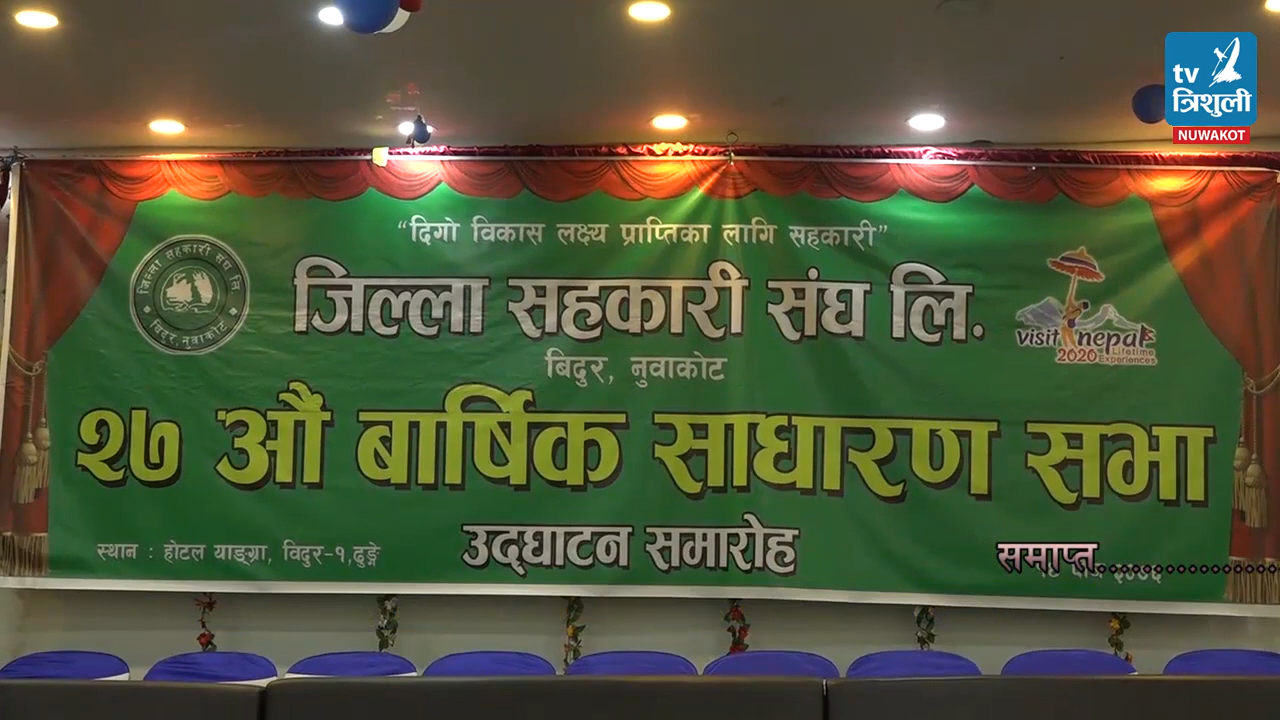 tv
त्रिशुली
NUWAKOT
“दिगो विकास लक्ष्य प्राप्तिका लागि सहकारी”
जिल्ला सहकारी संघ लि.
जिल्ला सहकारी संघ लि
बिदुर, नुवाकोट
visit nepal
2020 Lifetime
Experiences
बिदुर, नुवाकोट
२७ औ बार्षिक साधारण सभा
उद्घाटन समारोह
स्थान : होटल याङ्ग्रा, विदुर-१,ढुङ्गे
समाप्त....................